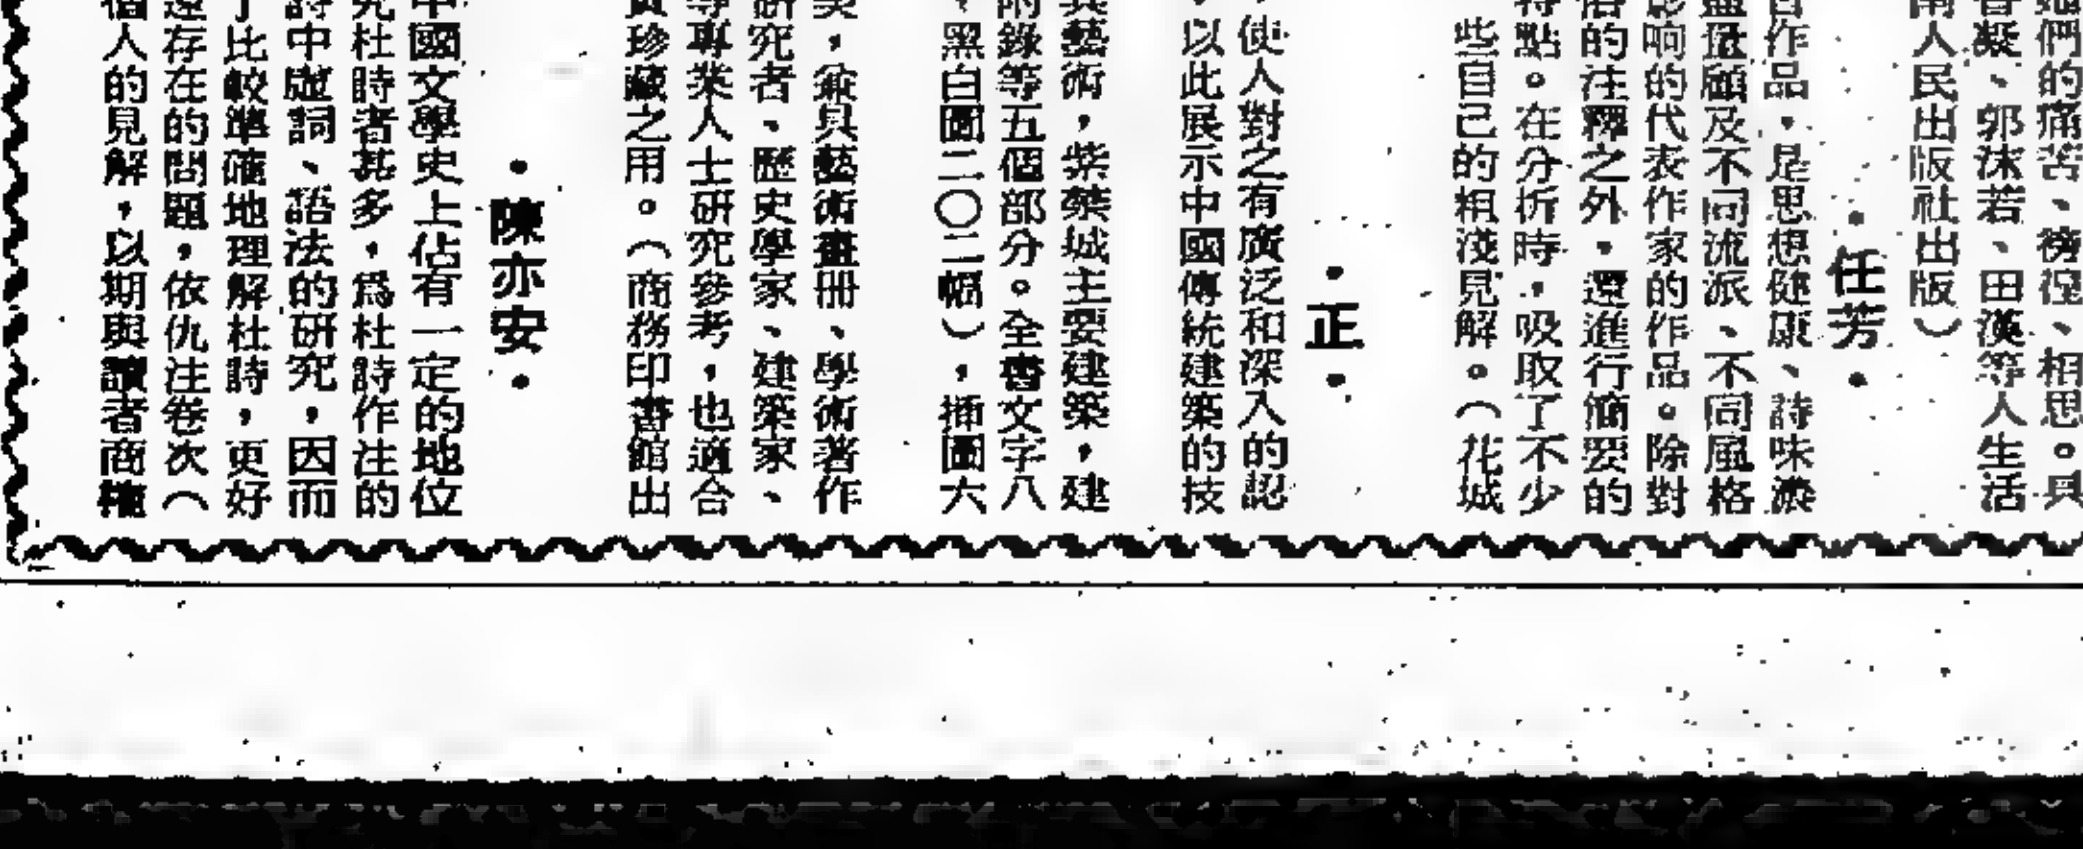 她們的痛苦、徬徨、相思。具
凝、郭沫若、田漢等人生活
南人民出版社出版）
・任芳・
首作品，是思想健康、詩味濃
盡量顧及不同流派、不同風格
影响的代表作家的作品。除對
的注釋之外，還進行簡要的
特點。在分析時，吸取了不少
些自己的粗淺見解。（花城
・正・
，使人對之有廣泛和深入的認
，以此展示中國傳統建築的技
藝術，紫禁城主要建築，建
附錄等五個部分。全書文字八
，黑白圖二〇二幅），插圖六
美，兼具藝術畫冊、學術著作
研究者、歷史學家、建築家、
等專業人士研究參考，也適合
珍藏之用。（商務印書館出
・陳亦安・
中國文學史上佔有一定的地位
究杜詩者甚多，爲杜詩作注的
詩中虛詞、語法的研究，因而
了比較準確地理解杜詩，更好
還存在的問題，依仇注卷次（
個人的見解，以期與讀者商榷